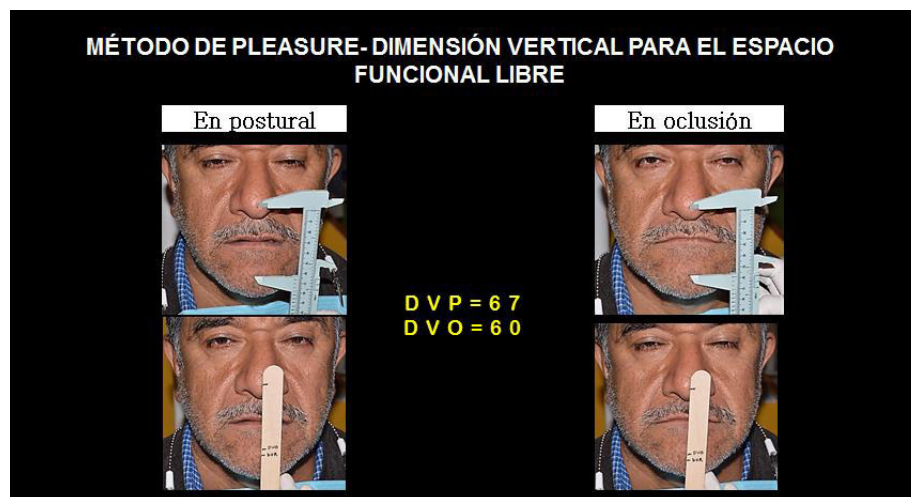 MÉTODO DE PLEASURE- DIMENSIÓN VERTICAL PARA EL ESPACIO
FUNCIONAL LIBRE
En postural
En oclusión
D V P = 6 7
D V O = 6 0